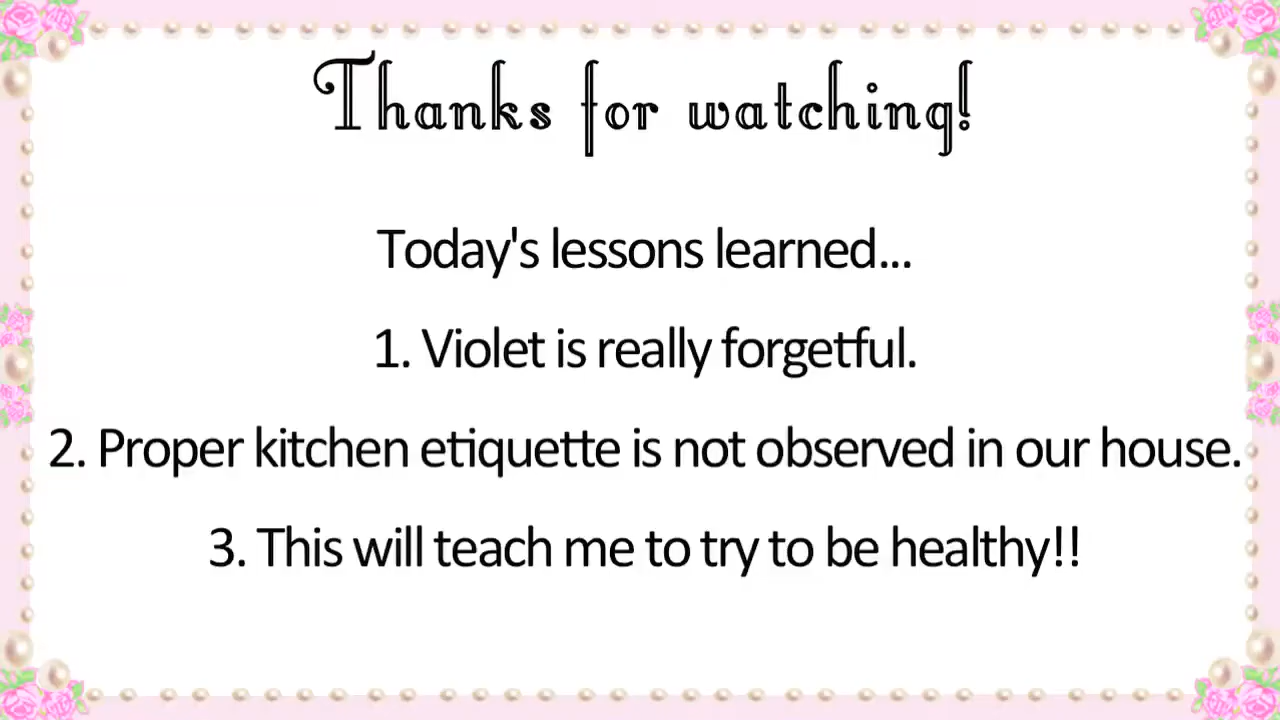 Thanks for watching!
Today's lessons learned...
1. Violet is really forgetful.
2. Proper kitchen etiquette is not observed in our house.
3. This will teach me to try to be healthy!!